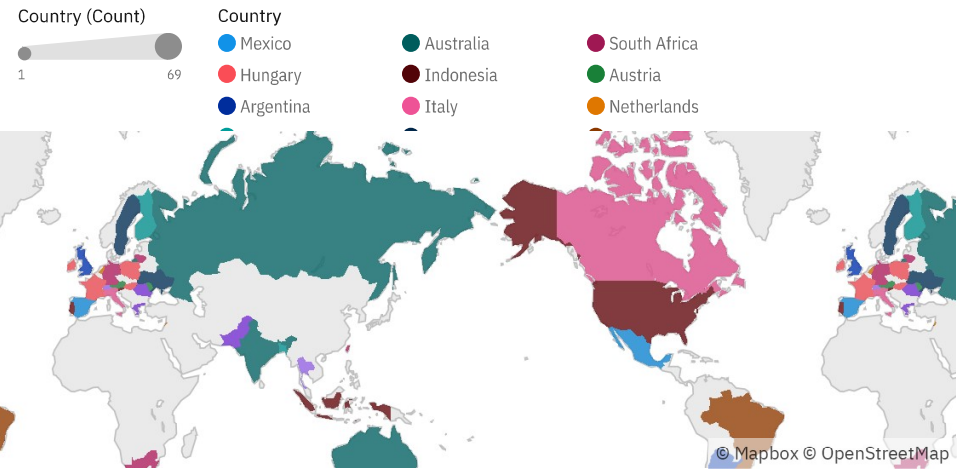 Country (Count)
1 69
Country
Mexico
Hungary
Argentina
Australia
Indonesia
Italy
South Africa
Austria
Netherlands
© Mapbox © OpenStreetMap